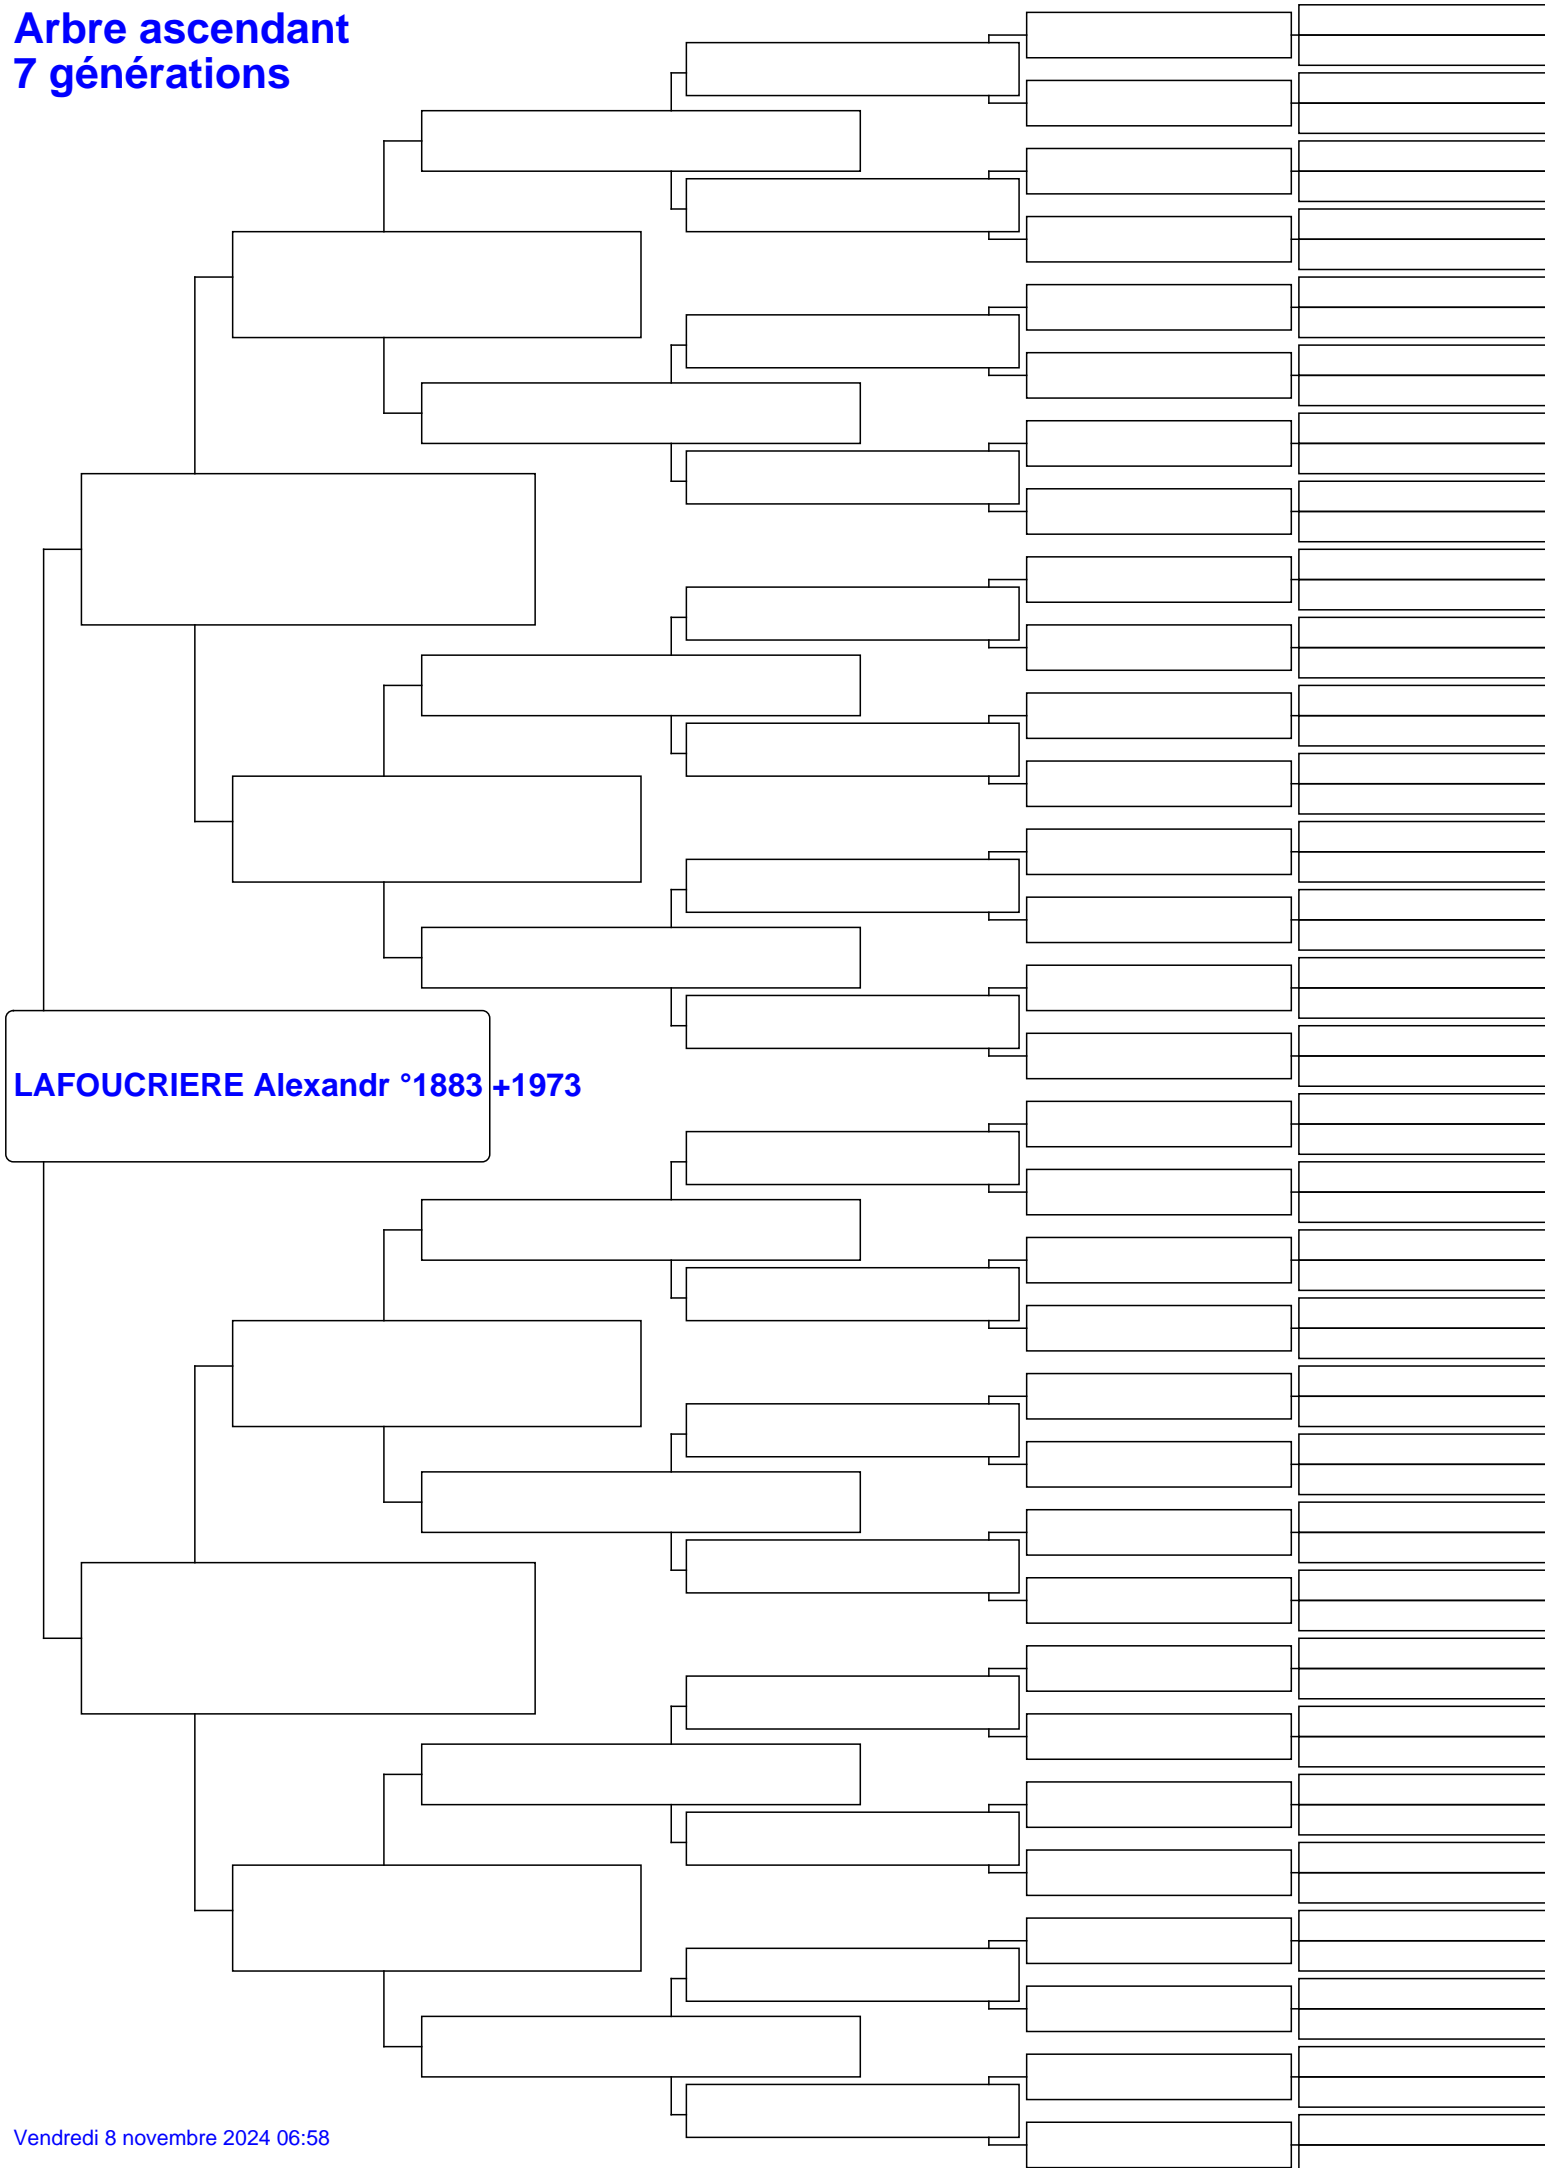 Arbre ascendant
7 générations
LAFOUCRIERE Alexandr °1883 +1973
Vendredi 8 novembre 2024 06:58